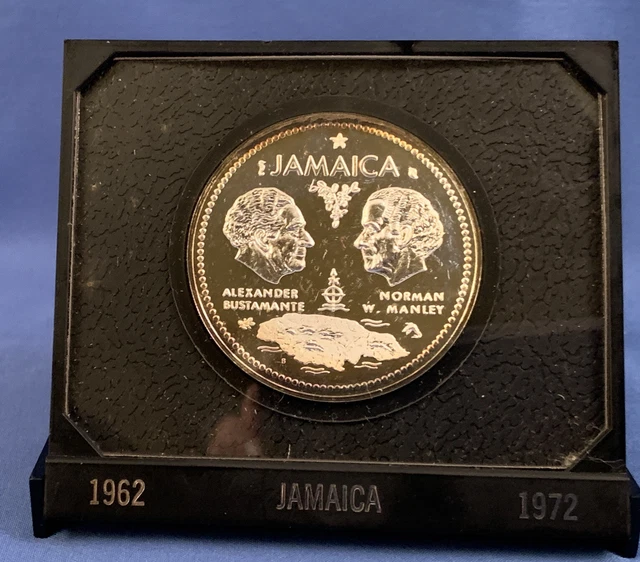 JAMAICA
ALEXANDER
BUSTAMANTE
NORMAN
W. MANLEY
1962 JAMAICA 1972